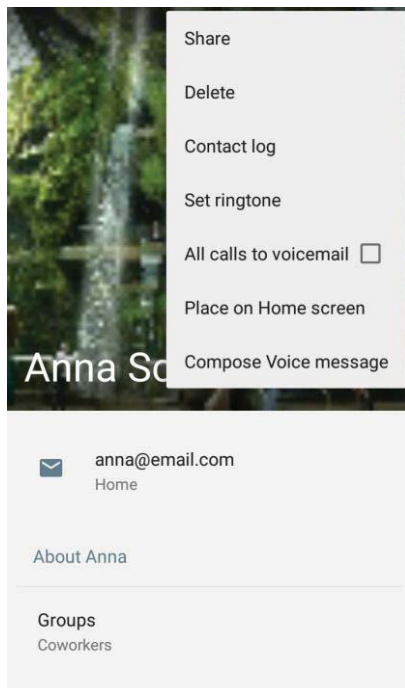 Share
Delete
Contact log
Set ringtone
All calls to voicemail
Place on Home screen
Compose Voice message
Anna Sc
anna@email.com
Home
About Anna
Groups
Coworkers